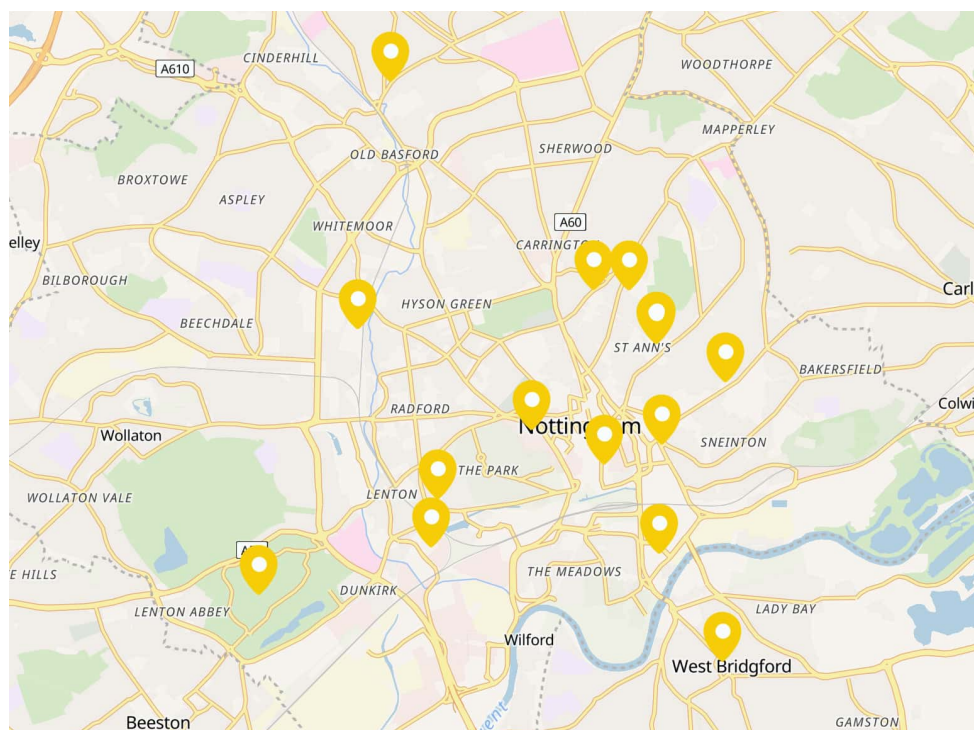 CINDERHILL
A610
WOODTHORPE
MAPPERLEY
OLD BASFORD
SHERWOOD
BROXTOWE
ASPLEY
WHITEMOOR
A60
elley
CARRINGTON
BILBOROUGH
Carl
HYSON GREEN
BEECHDALE
ST ANN'S
BAKERSFIELD
Colwi
RADFORD
Nottingham
Wollaton
SNEINTON
THE PARK
WOLLATON VALE
LENTON
E HILLS
THE MEADOWS
DUNKIRK
LENTON ABBEY
LADY BAY
Wilford
West Bridgford
Beeston
GAMSTON
ent